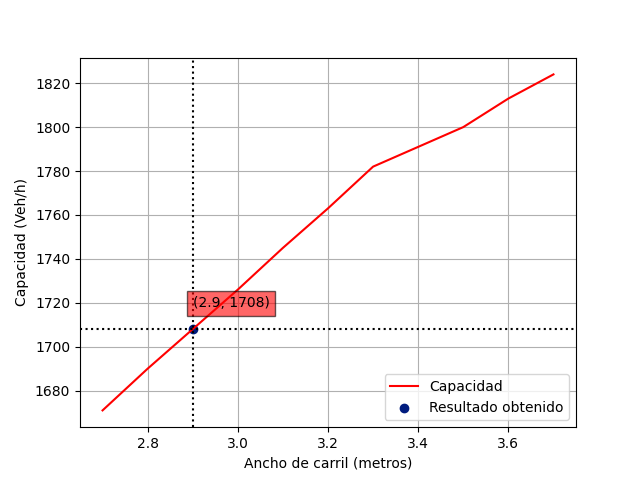 1820
1800
1780
1760
1740
1720
1700
1680
Capacidad (Veh/h)
(2.9, 1708)
Capacidad
Resultado obtenido
2.8 3.0 3.2 3.4 3.6
Ancho de carril (metros)